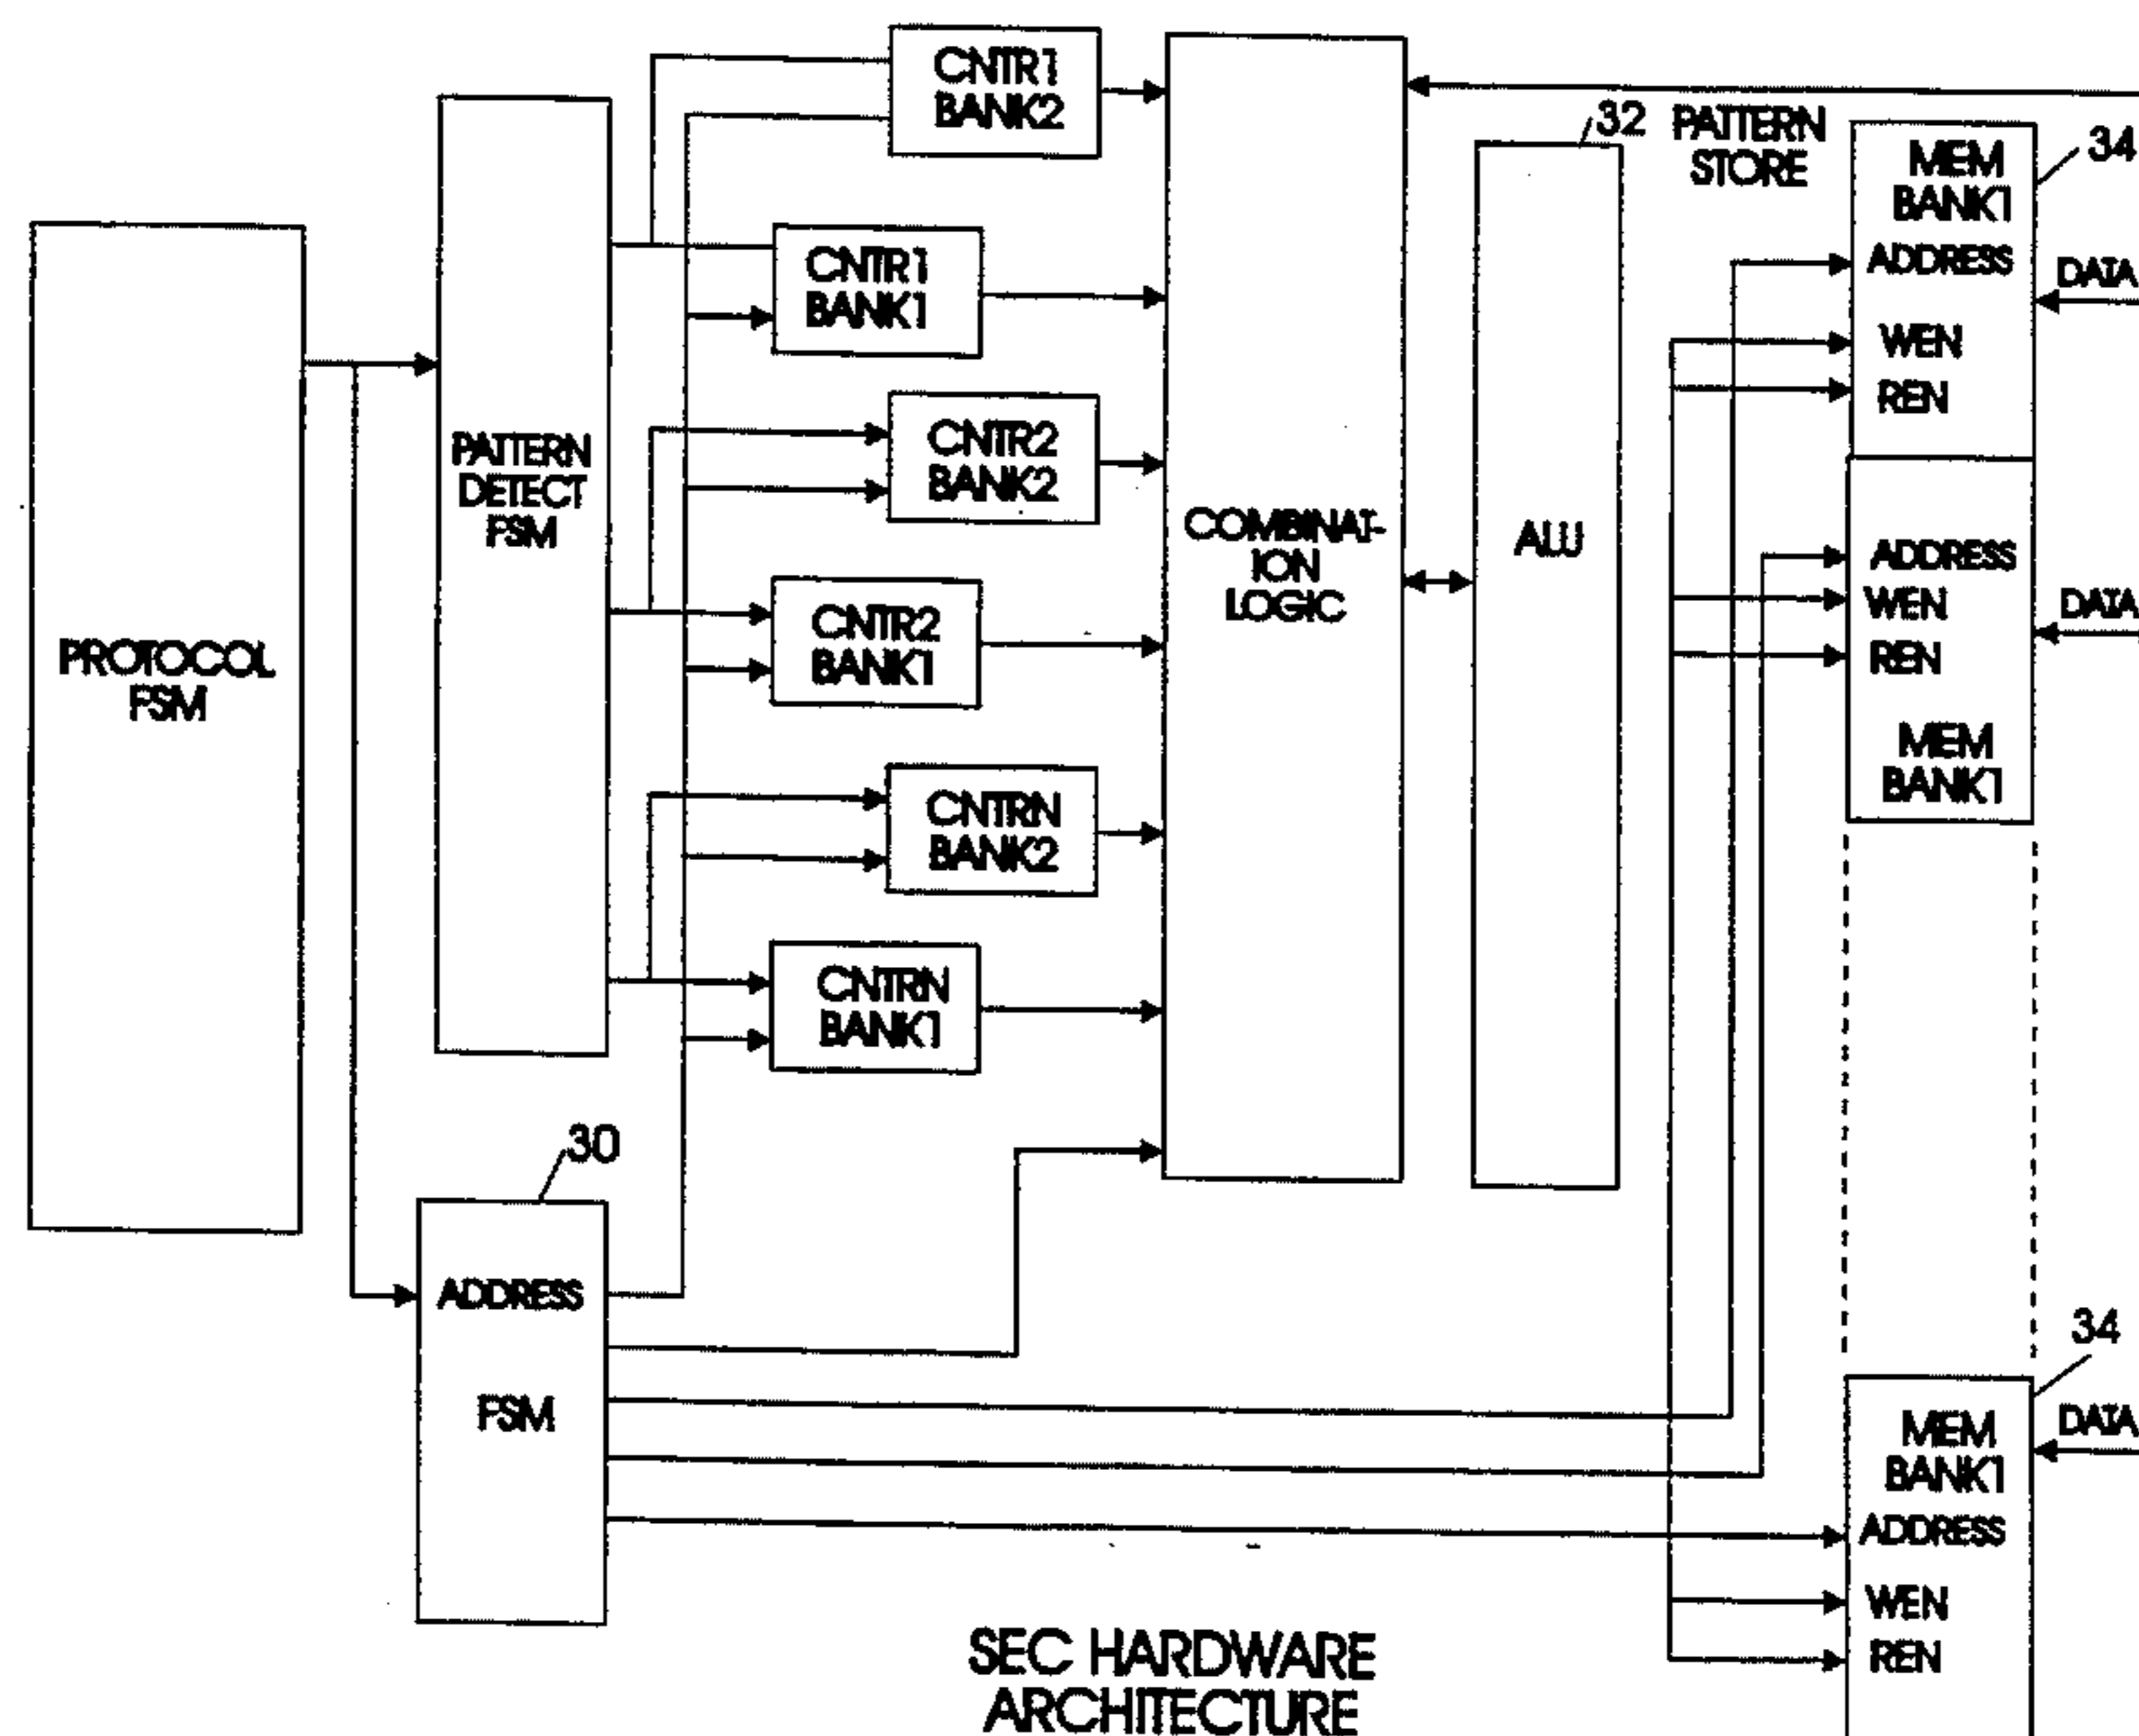 PROTOCOL
FSM
PATTERN
DETECT
FSM
30
ADDRESS
FSM
CNTR1
BANK2
CNTR1
BANK1
CNTR2
BANK2
CNTR2
BANK1
CNTRN
BANK2
CNTRN
BANK1
COMBINAT-
ION
LOGIC
32
ALU
PATTERN
STORE
34
MEM
BANK1
ADDRESS
DATA
WEN
REN
ADDRESS
WEN
DATA
REN
MEM
BANK1
34
MEM
BANK1
DATA
ADDRESS
WEN
REN
SEC HARDWARE
ARCHITECTURE